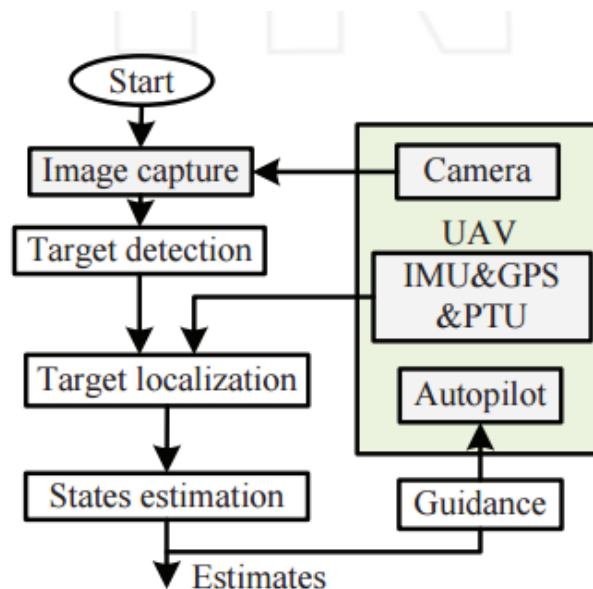 Start
Image capture
Camera
Target detection
UAV
IMU&GPS
&PTU
Target localization
Autopilot
States estimation
Guidance
Estimates